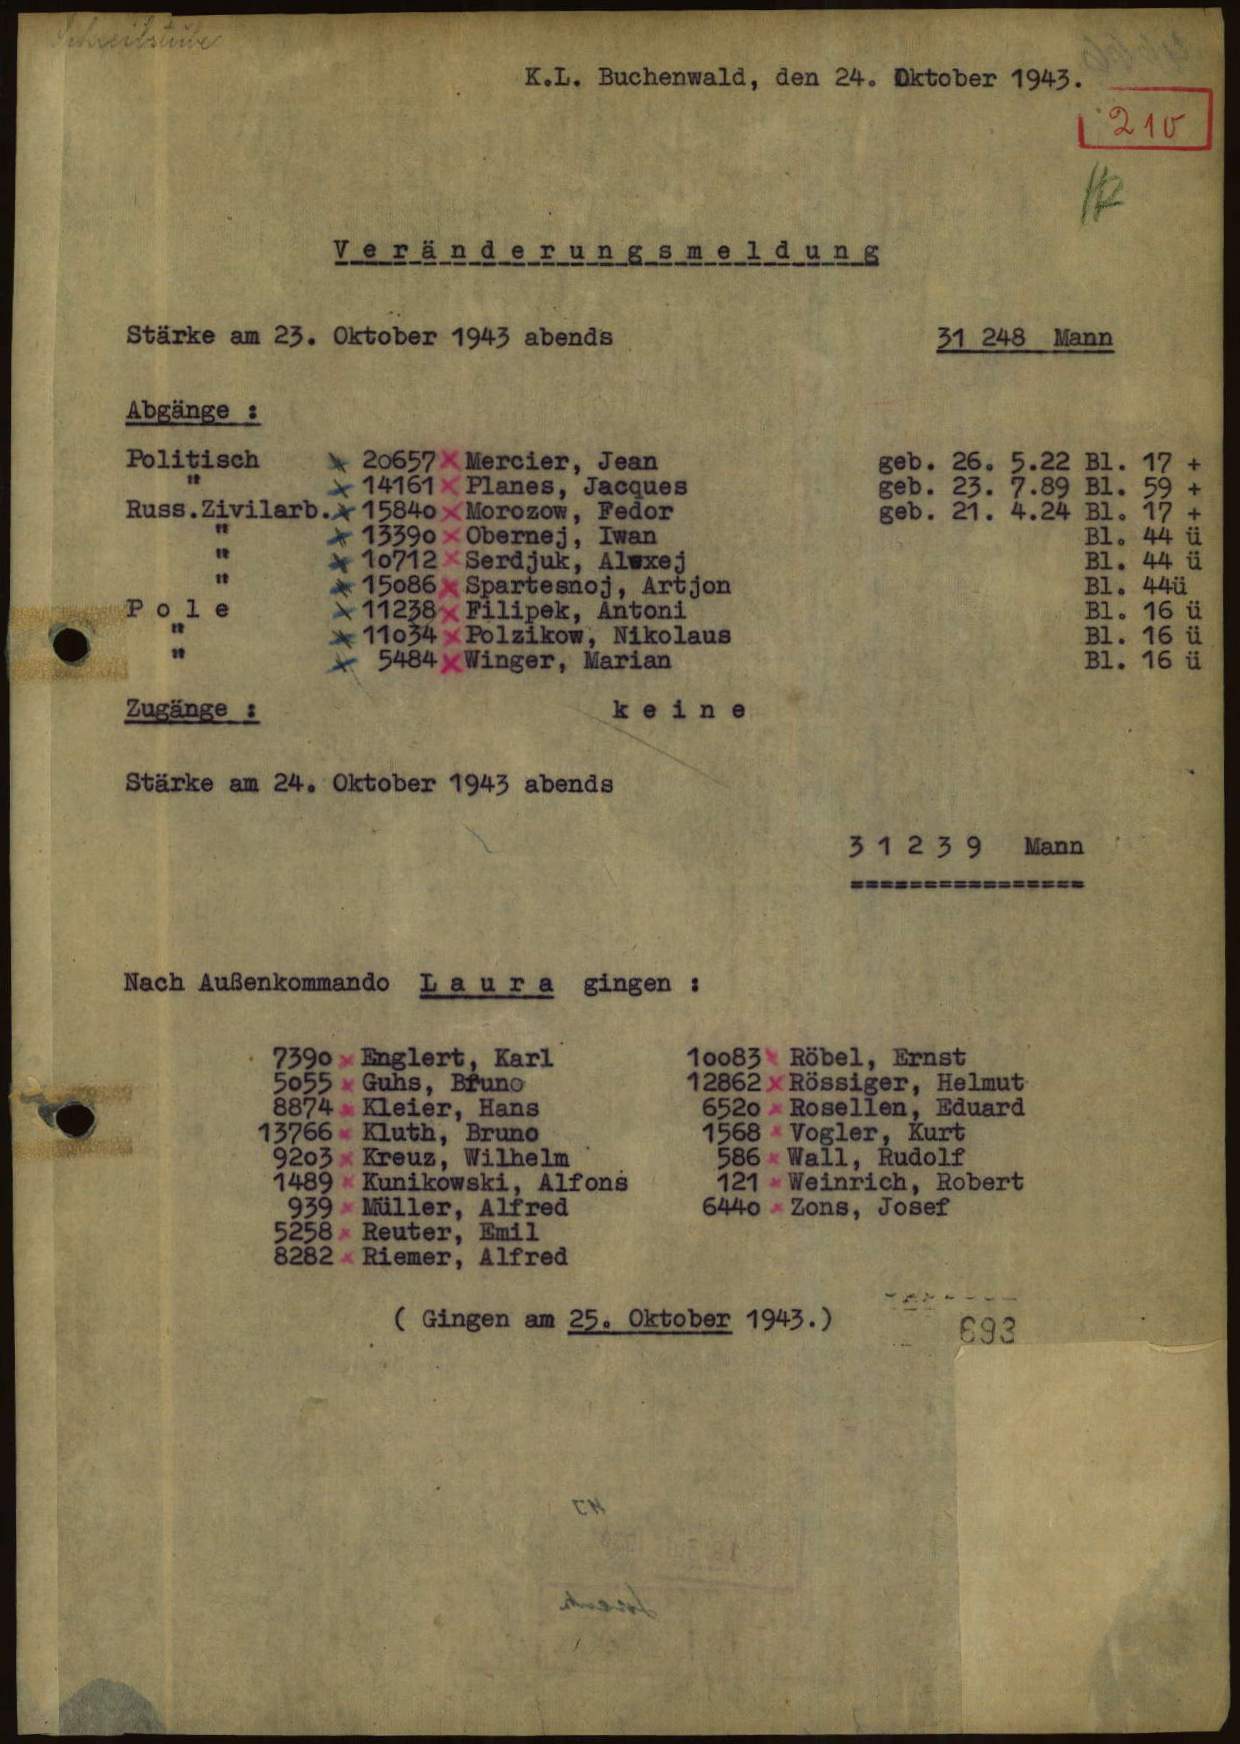 Schreibstube
K.L. Buchenwald, den 24. Oktober 1943.
210
Veränderungsmeldung
Stärke am 23. Oktober 1943 abends 31 248 Mann
Abgänge :
Politisch 20657 x Mercier, Jean geb. 26. 5.22 Bl. 17 +
" 14161 x Planes, Jacques geb. 23. 7.89 Bl. 59 +
Russ.Zivilarb. 15840 x Morozow, Fedor geb. 21. 4.24 Bl. 17 +
" 13390 x Obernej, Iwan Bl. 44 ü
" 10712 x Serdjuk, Alexej Bl. 44 ü
" 15086 x Spartesnoj, Artjon Bl. 44ü
P o l e 11238 x Filipek, Antoni Bl. 16 ü
" 11034 x Polzikow, Nikolaus Bl. 16 ü
" 5484 x Winger, Marian Bl. 16 ü
Zugänge : k e i n e
Stärke am 24. Oktober 1943 abends
3 1 2 3 9 Mann
================
Nach Außenkommando L a u r a gingen :
7390 x Englert, Karl 10083 x Röbel, Ernst
5055 x Guhs, Bruno 12862 x Rössiger, Helmut
8874 x Kleier, Hans 6520 x Rosellen, Eduard
13766 x Kluth, Bruno 1568 x Vogler, Kurt
9203 x Kreuz, Wilhelm 586 x Wall, Rudolf
1489 x Kunikowski, Alfons 121 x Weinrich, Robert
939 x Müller, Alfred 6440 x Zons, Josef
5258 x Reuter, Emil
8282 x Riemer, Alfred
( Gingen am 25. Oktober 1943.)
693